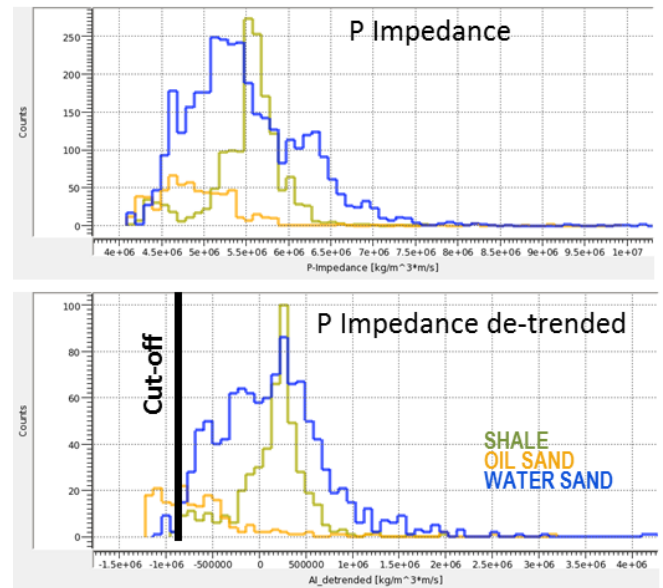 P Impedance
250
200
150
100
50
0
Counts
4e+06 4.5e+06 5e+06 5.5e+06 6e+06 6.5e+06 7e+06 7.5e+06 8e+06 8.5e+06 9e+06 9.5e+06 1e+07
P-Impedance [kg/m^3*m/s]
P Impedance de-trended
Cut-off
100
80
60
40
20
0
Counts
SHALE
OIL SAND
WATER SAND
-1.5e+06 -1e+06 -500000 0 500000 1e+06 1.5e+06 2e+06 2.5e+06 3e+06 3.5e+06 4e+06
AI_detrended [kg/m^3*m/s]